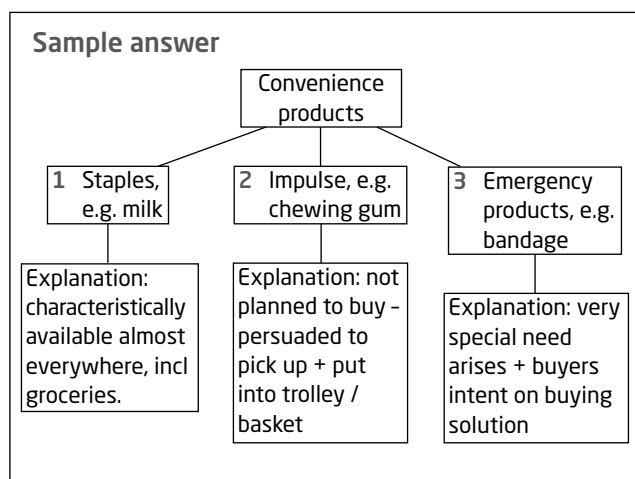 Sample answer
Convenience
products
1 Staples,
e.g. milk
2 Impulse, e.g.
chewing gum
3 Emergency
products, e.g.
bandage
Explanation:
characteristically
available almost
everywhere, incl
groceries.
Explanation: not
planned to buy –
persuaded to
pick up + put
into trolley /
basket
Explanation: very
special need
arises + buyers
intent on buying
solution